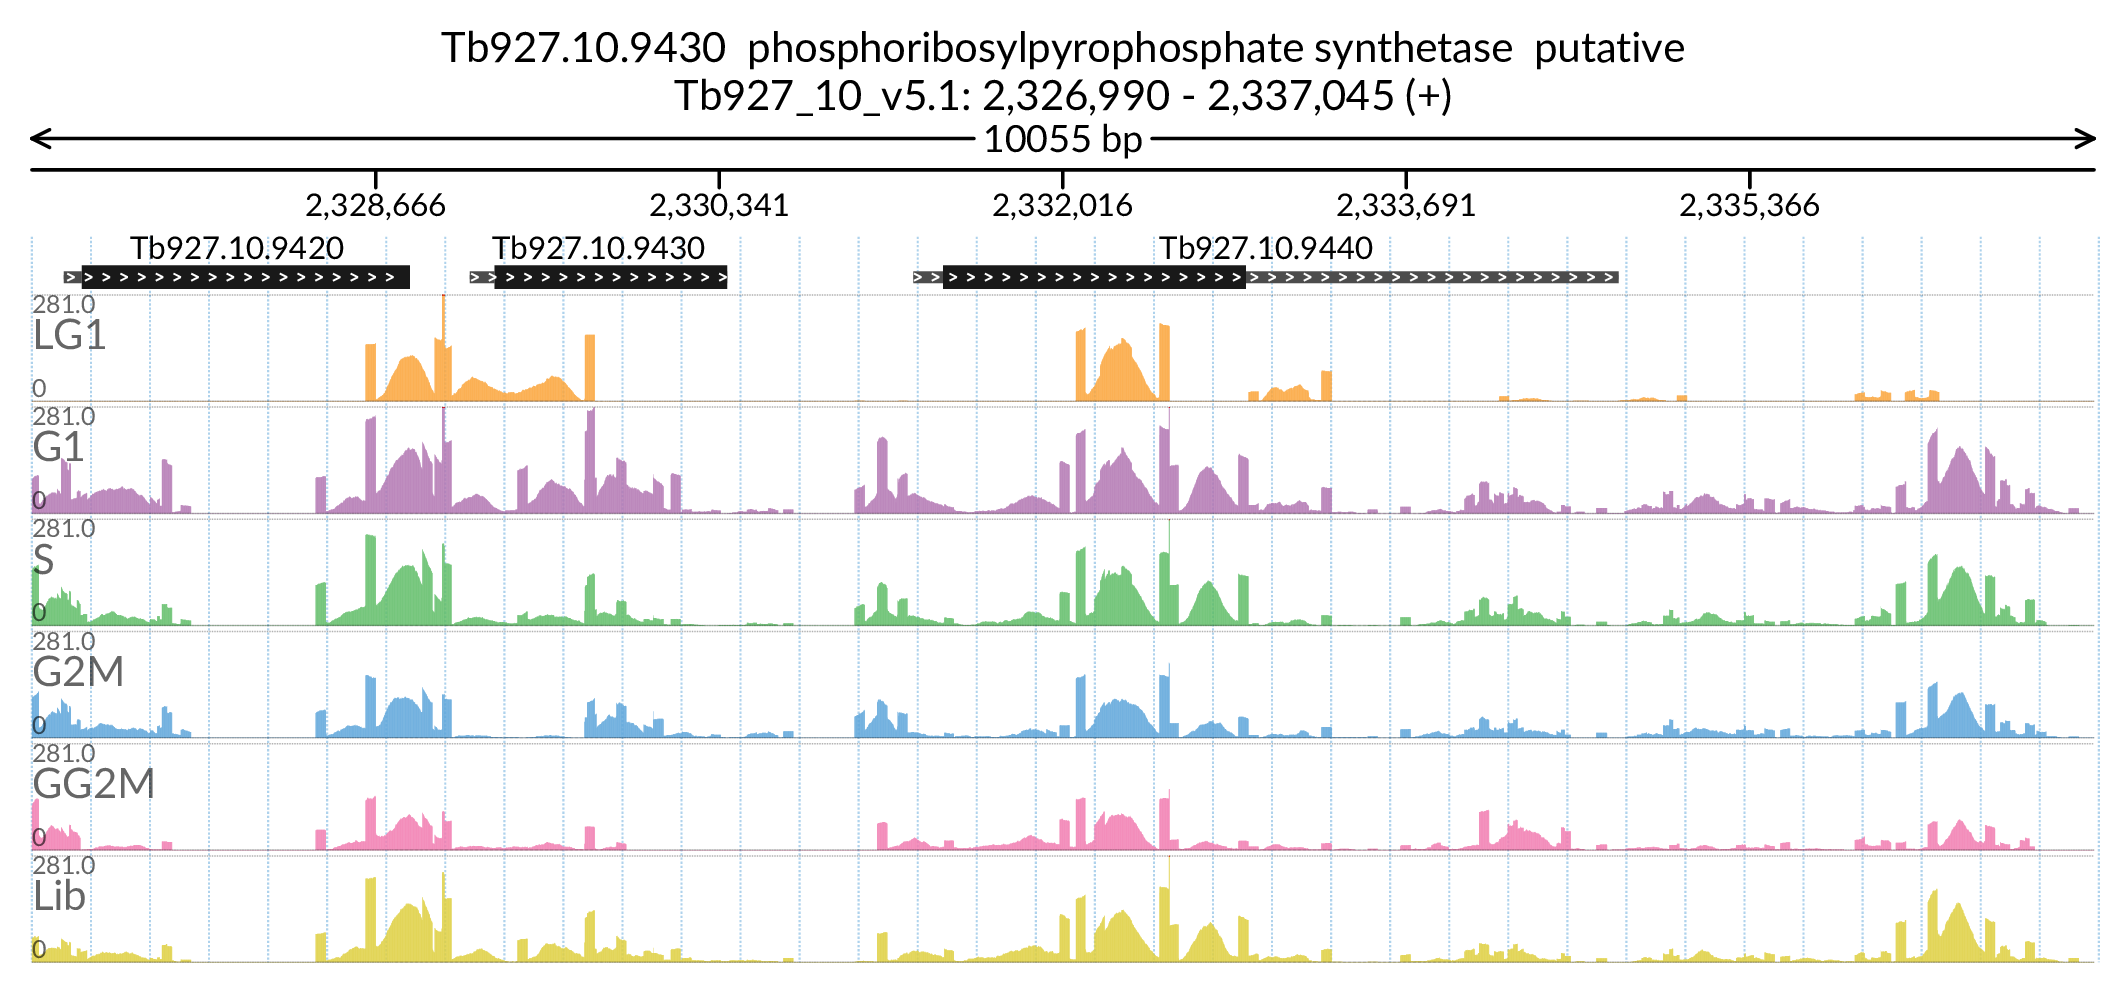 Tb927.10.9430  phosphoribosylpyrophosphate synthetase  putative
Tb927_10_v5.1: 2,326,990 - 2,337,045 (+)
10055 bp
2,328,666 2,330,341 2,332,016 2,333,691 2,335,366
Tb927.10.9420 Tb927.10.9430 Tb927.10.9440
281.0
LG1
0
281.0
G1
0
281.0
S
0
281.0
G2M
0
281.0
GG2M
0
281.0
Lib
0